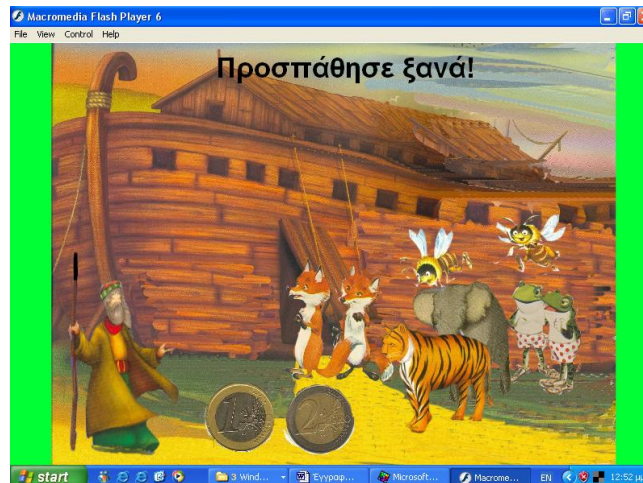 Macromedia Flash Player 6
File View Control Help
Προσπάθησε ξανά!
1
2
start
3 Wind...
Έγγραφ...
Microsoft...
Macrome...
EN
12:52 μμ